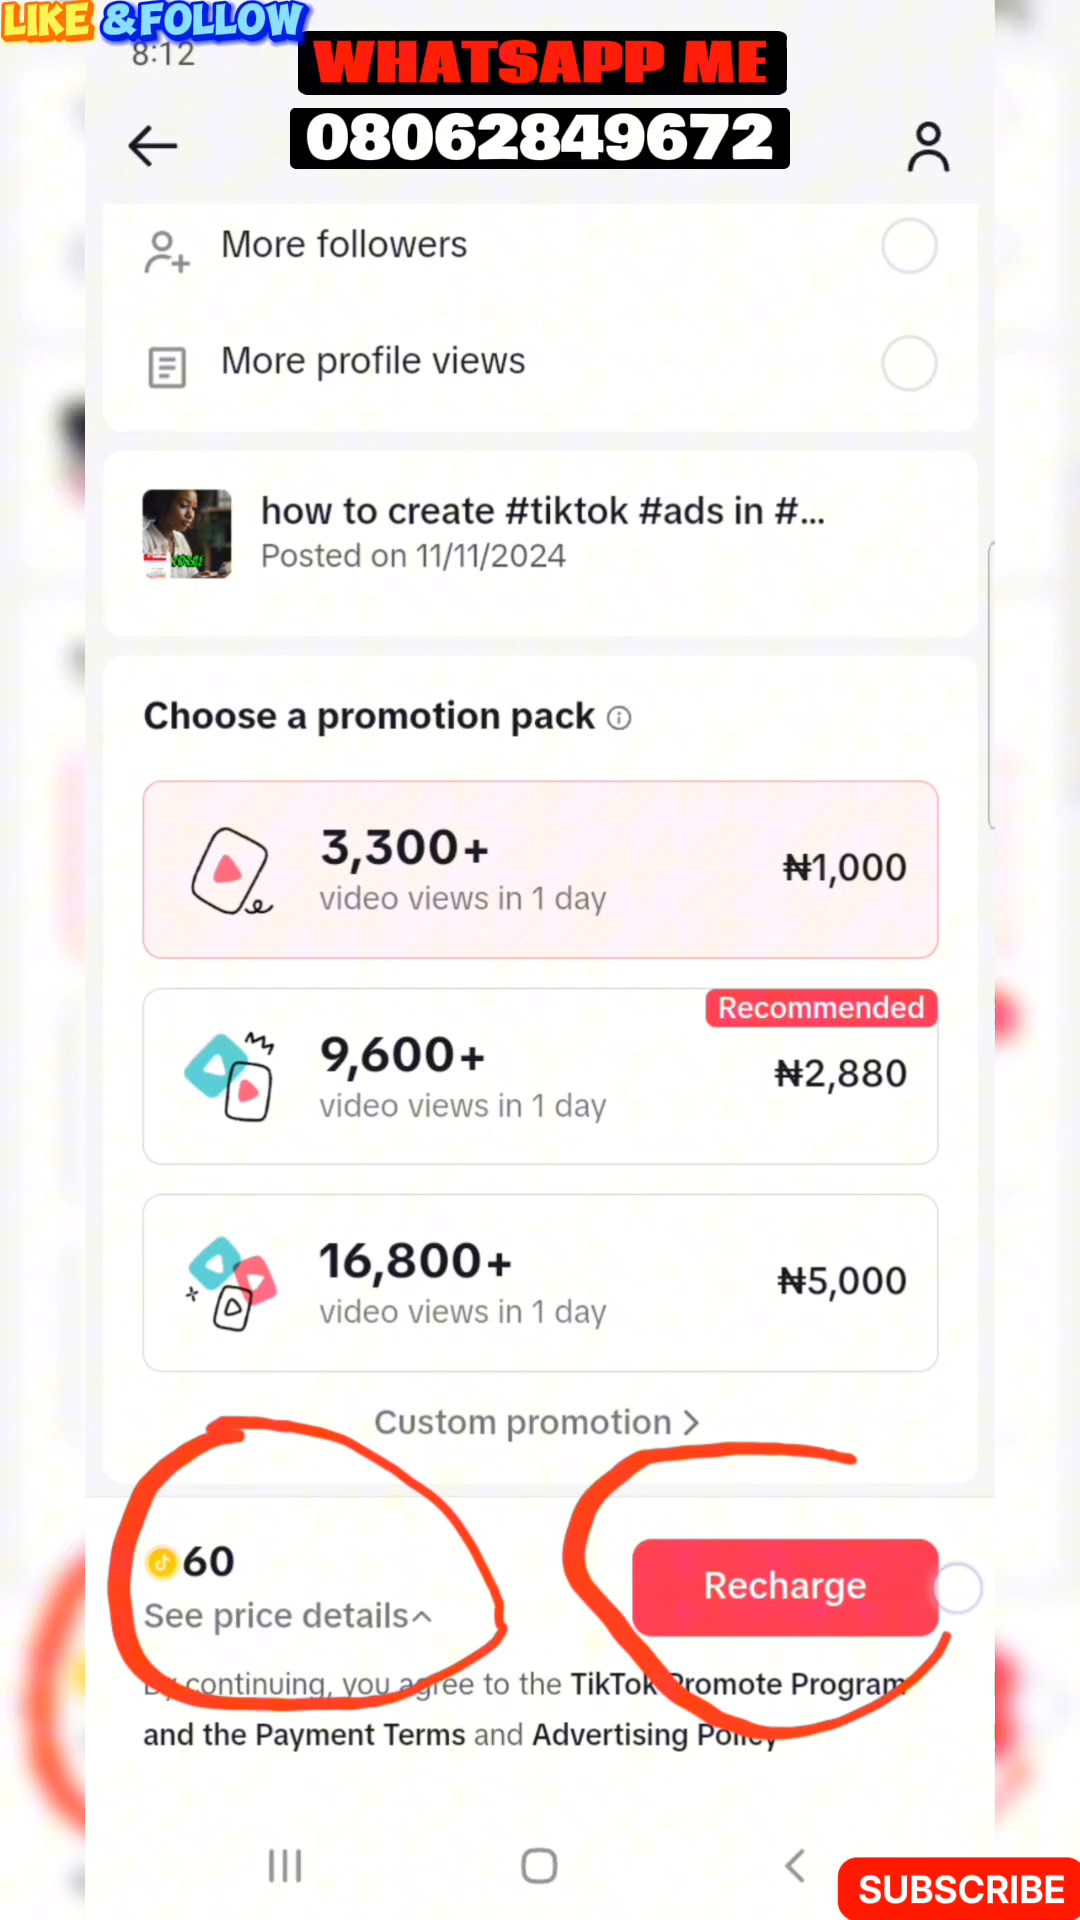 LIKE & FOLLOW
8:12
WHATSAPP ME
08062849672
More followers
More profile views
how to create #tiktok #ads in #...
Posted on 11/11/2024
Choose a promotion pack
3,300+
video views in 1 day
₦1,000
Recommended
9,600+
video views in 1 day
₦2,880
16,800+
video views in 1 day
₦5,000
Custom promotion >
60
See price details
Recharge
By continuing, you agree to the TikTok Promote Program
and the Payment Terms and Advertising Policy
SUBSCRIBE